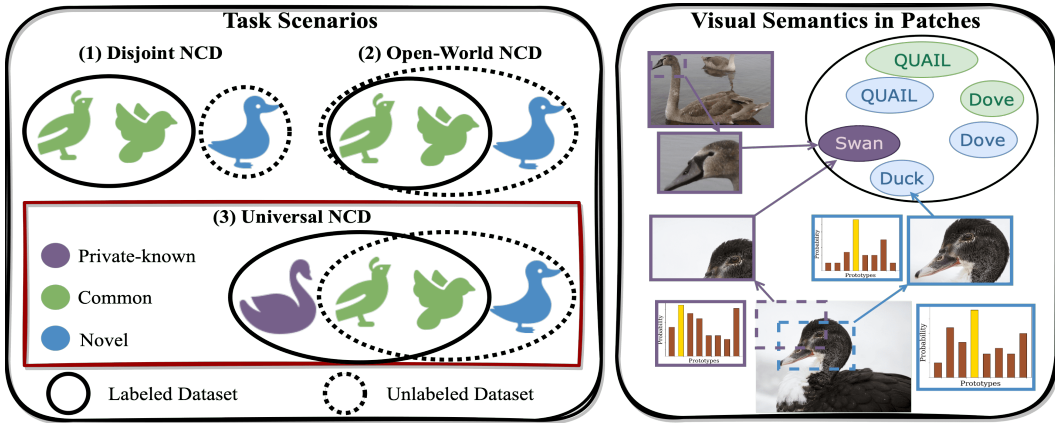 Task Scenarios
(1) Disjoint NCD
(2) Open-World NCD
(3) Universal NCD
Private-known
Common
Novel
Labeled Dataset
Unlabeled Dataset
Visual Semantics in Patches
QUAIL
QUAIL
Dove
Swan
Dove
Duck
Probability
Prototypes
Probability
Prototypes
Probability
Prototypes